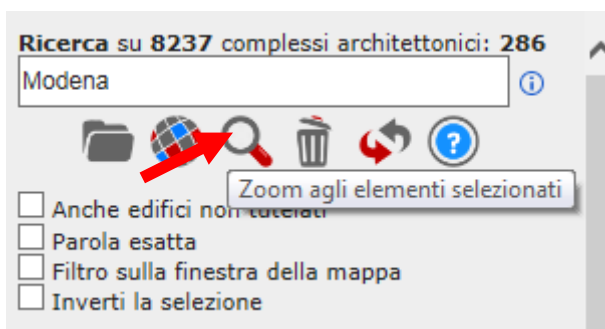 Ricerca su 8237 complessi architettonici: 286
Modena
Zoom agli elementi selezionati
Anche edifici non tutelati
Parola esatta
Filtro sulla finestra della mappa
Inverti la selezione